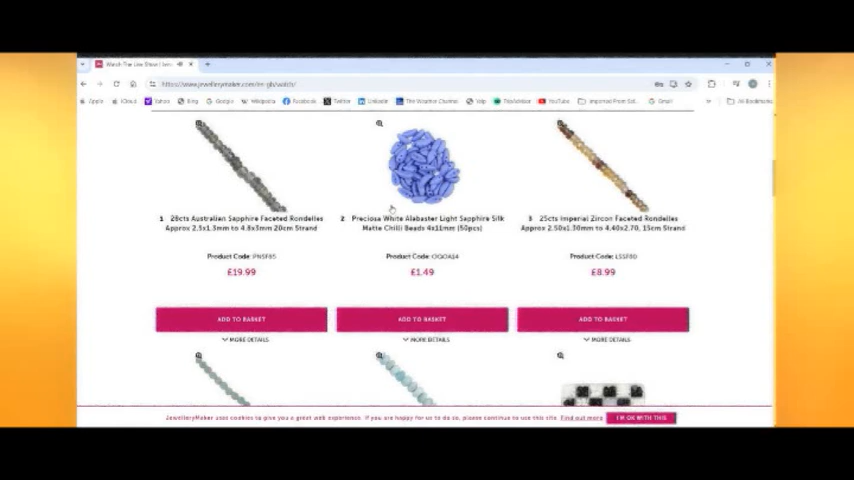 Watch The Live Show
https://www.jewellerymaker.com/en-gb/watch/
Apple iCloud Yahoo Bing Google Wikipedia Facebook Twitter LinkedIn The Weather Channel Yelp TripAdvisor YouTube Imported From Saf... Gmail All Bookmarks
1 28cts Australian Sapphire Faceted Rondelles
Approx 2.5x1.3mm to 4.8x3mm 20cm Strand
Product Code:
£19.99
ADD TO BASKET
MORE DETAILS
2 Preciosa White Alabaster Light Sapphire Silk
Matte Chilli Beads 4x11mm (50pcs)
Product Code:
£1.49
ADD TO BASKET
MORE DETAILS
3 25cts Imperial Zircon Faceted Rondelles
Approx 2.50x1.30mm to 4.40x2.70, 15cm Strand
Product Code:
£8.99
ADD TO BASKET
MORE DETAILS
JewelleryMaker uses cookies to give you a great web experience. If you are happy for us to do so, please continue to use this site. Find out more
I'M OK WITH THIS